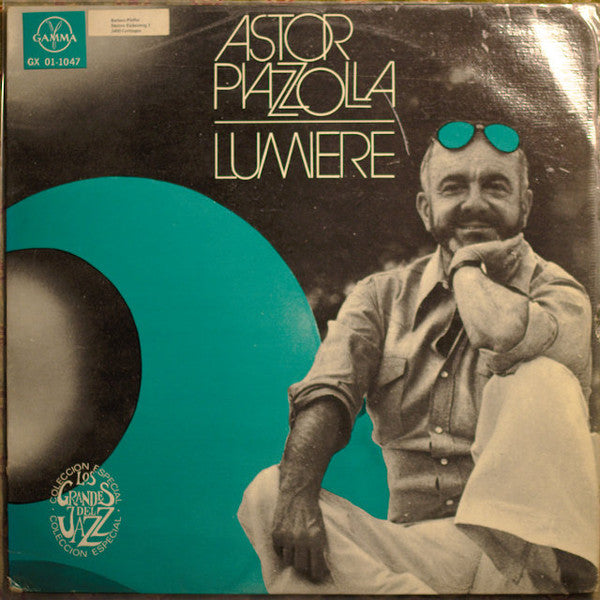 GAMMA
GX 01-1047
ASTOR
PIAZZOLLA
LUMIERE
COLECCION ESPECIAL
LOS
GRANDES
DEL
JAZZ
COLECCION ESPECIAL